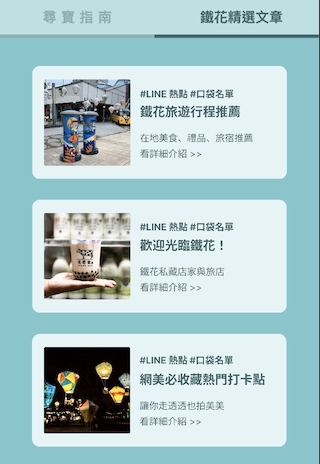 尋寶指南
鐵花精選文章
#LINE 熱點 #口袋名單
鐵花旅遊行程推薦
在地美食、禮品、旅宿推薦
看詳細介紹 >>
#LINE 熱點 #口袋名單
歡迎光臨鐵花！
鐵花私藏店家與旅店
看詳細介紹 >>
#LINE 熱點 #口袋名單
網美必收藏熱門打卡點
讓你走透透也拍美美
看詳細介紹 >>